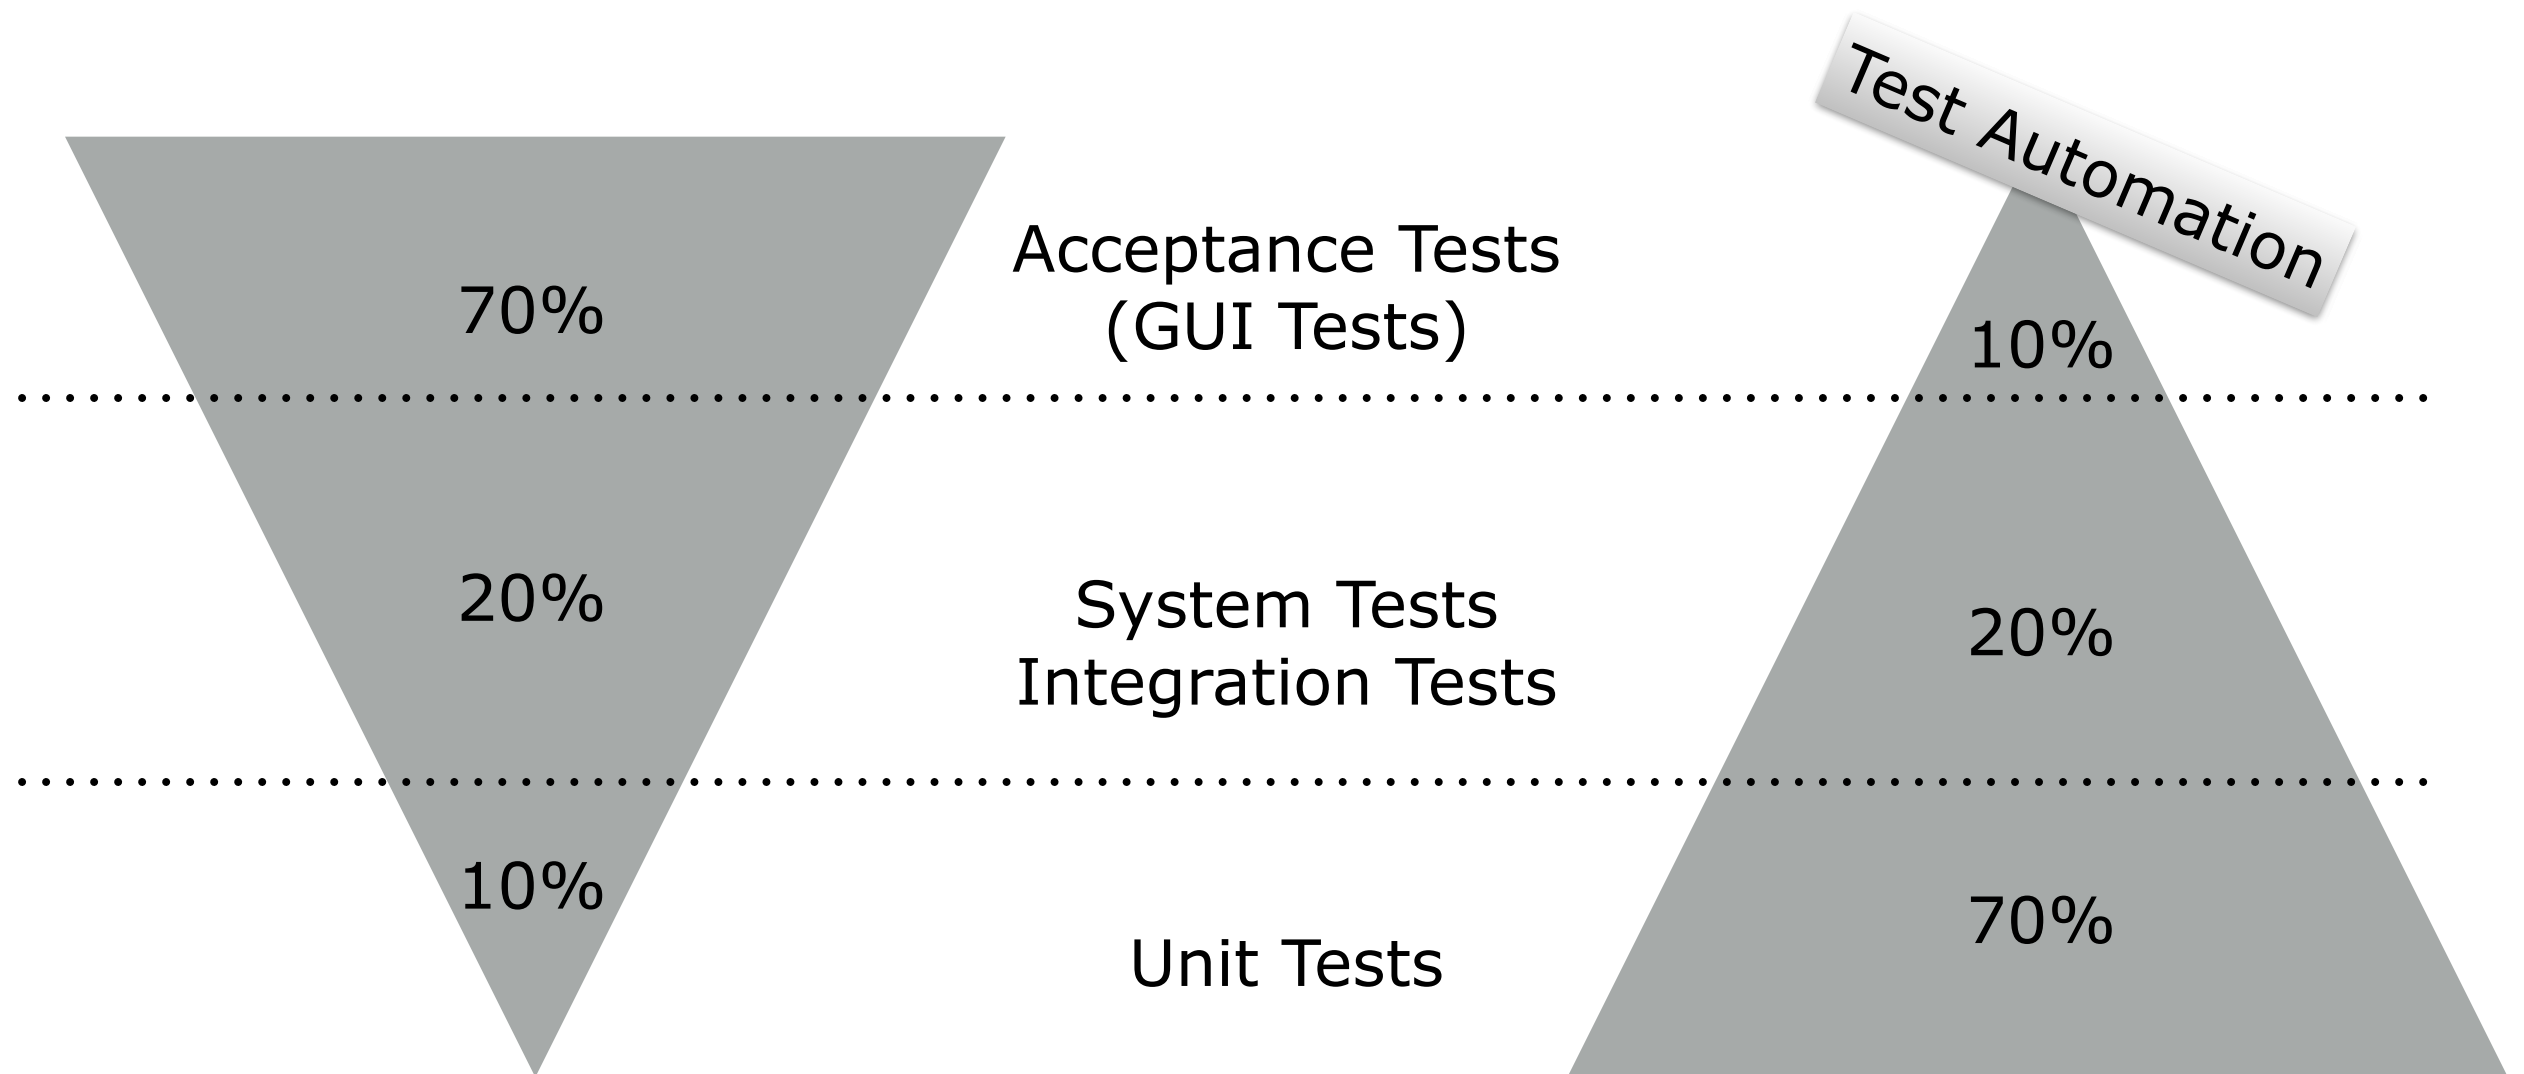 Test Automation
70%
Acceptance Tests
(GUI Tests)
10%
20%
System Tests
Integration Tests
20%
10%
Unit Tests
70%